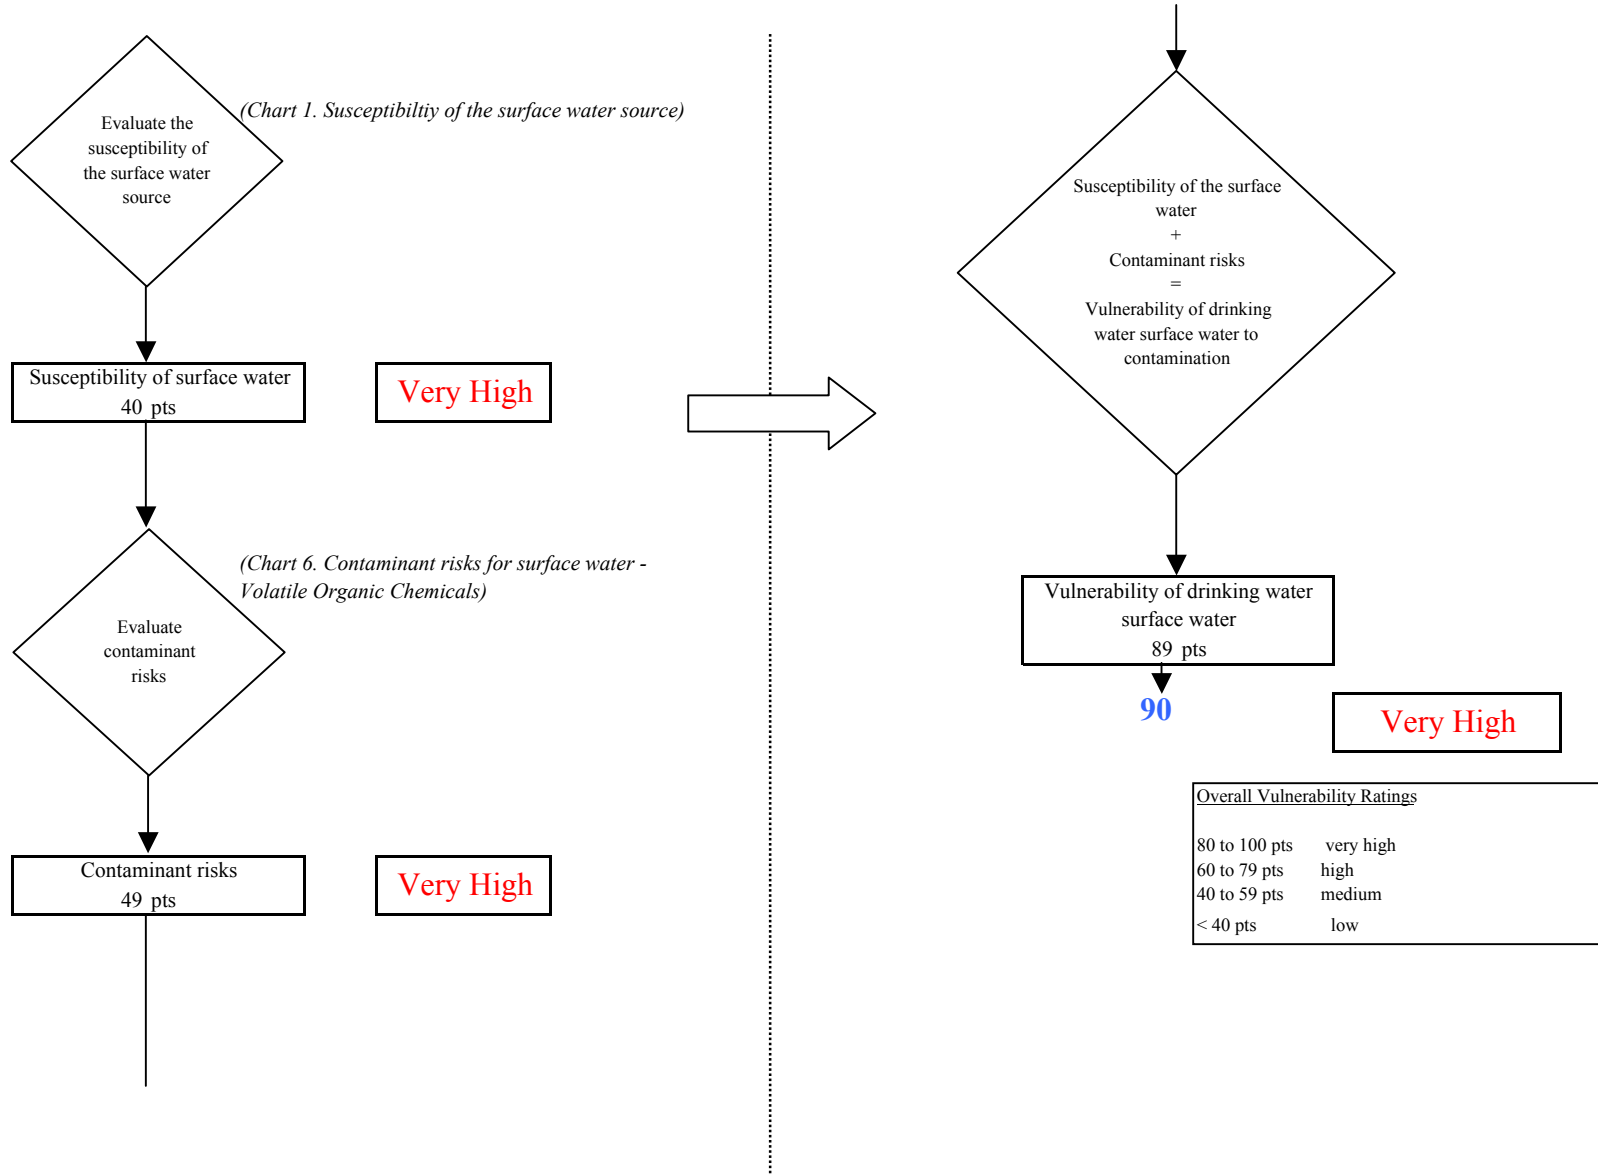 Evaluate the
susceptibility of
the surface water
source
(Chart 1. Susceptibiltiy of the surface water source)
Susceptibility of surface water
40 pts
Very High
(Chart 6. Contaminant risks for surface water -
Volatile Organic Chemicals)
Evaluate
contaminant
risks
Contaminant risks
49 pts
Very High
Susceptibility of the surface
water
+
Contaminant risks
=
Vulnerability of drinking
water surface water to
contamination
Vulnerability of drinking water
surface water
89 pts
90
Very High
Overall Vulnerability Ratings
80 to 100 pts very high
60 to 79 pts high
40 to 59 pts medium
< 40 pts low